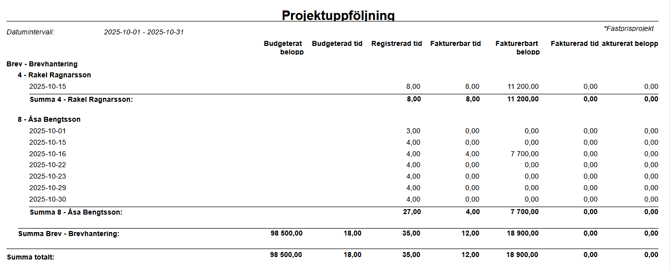 Projektuppföljning
Datumintervall: 2025-10-01 - 2025-10-31 *Fastprisprojekt
Budgeterat belopp Budgeterad tid Registrerad tid Fakturerbar tid Fakturerbart belopp Fakturerad tid akturerat belopp
Brev - Brevhantering
4 - Rakel Ragnarsson
2025-10-15 8,00 8,00 11 200,00 0,00 0,00
Summa 4 - Rakel Ragnarsson: 8,00 8,00 11 200,00 0,00 0,00
8 - Åsa Bengtsson
2025-10-01 3,00 0,00 0,00 0,00 0,00
2025-10-15 4,00 0,00 0,00 0,00 0,00
2025-10-16 4,00 4,00 7 700,00 0,00 0,00
2025-10-22 4,00 0,00 0,00 0,00 0,00
2025-10-23 4,00 0,00 0,00 0,00 0,00
2025-10-29 4,00 0,00 0,00 0,00 0,00
2025-10-30 4,00 0,00 0,00 0,00 0,00
Summa 8 - Åsa Bengtsson: 27,00 4,00 7 700,00 0,00 0,00
Summa Brev - Brevhantering: 98 500,00 18,00 35,00 12,00 18 900,00 0,00 0,00
Summa totalt: 98 500,00 18,00 35,00 12,00 18 900,00 0,00 0,00